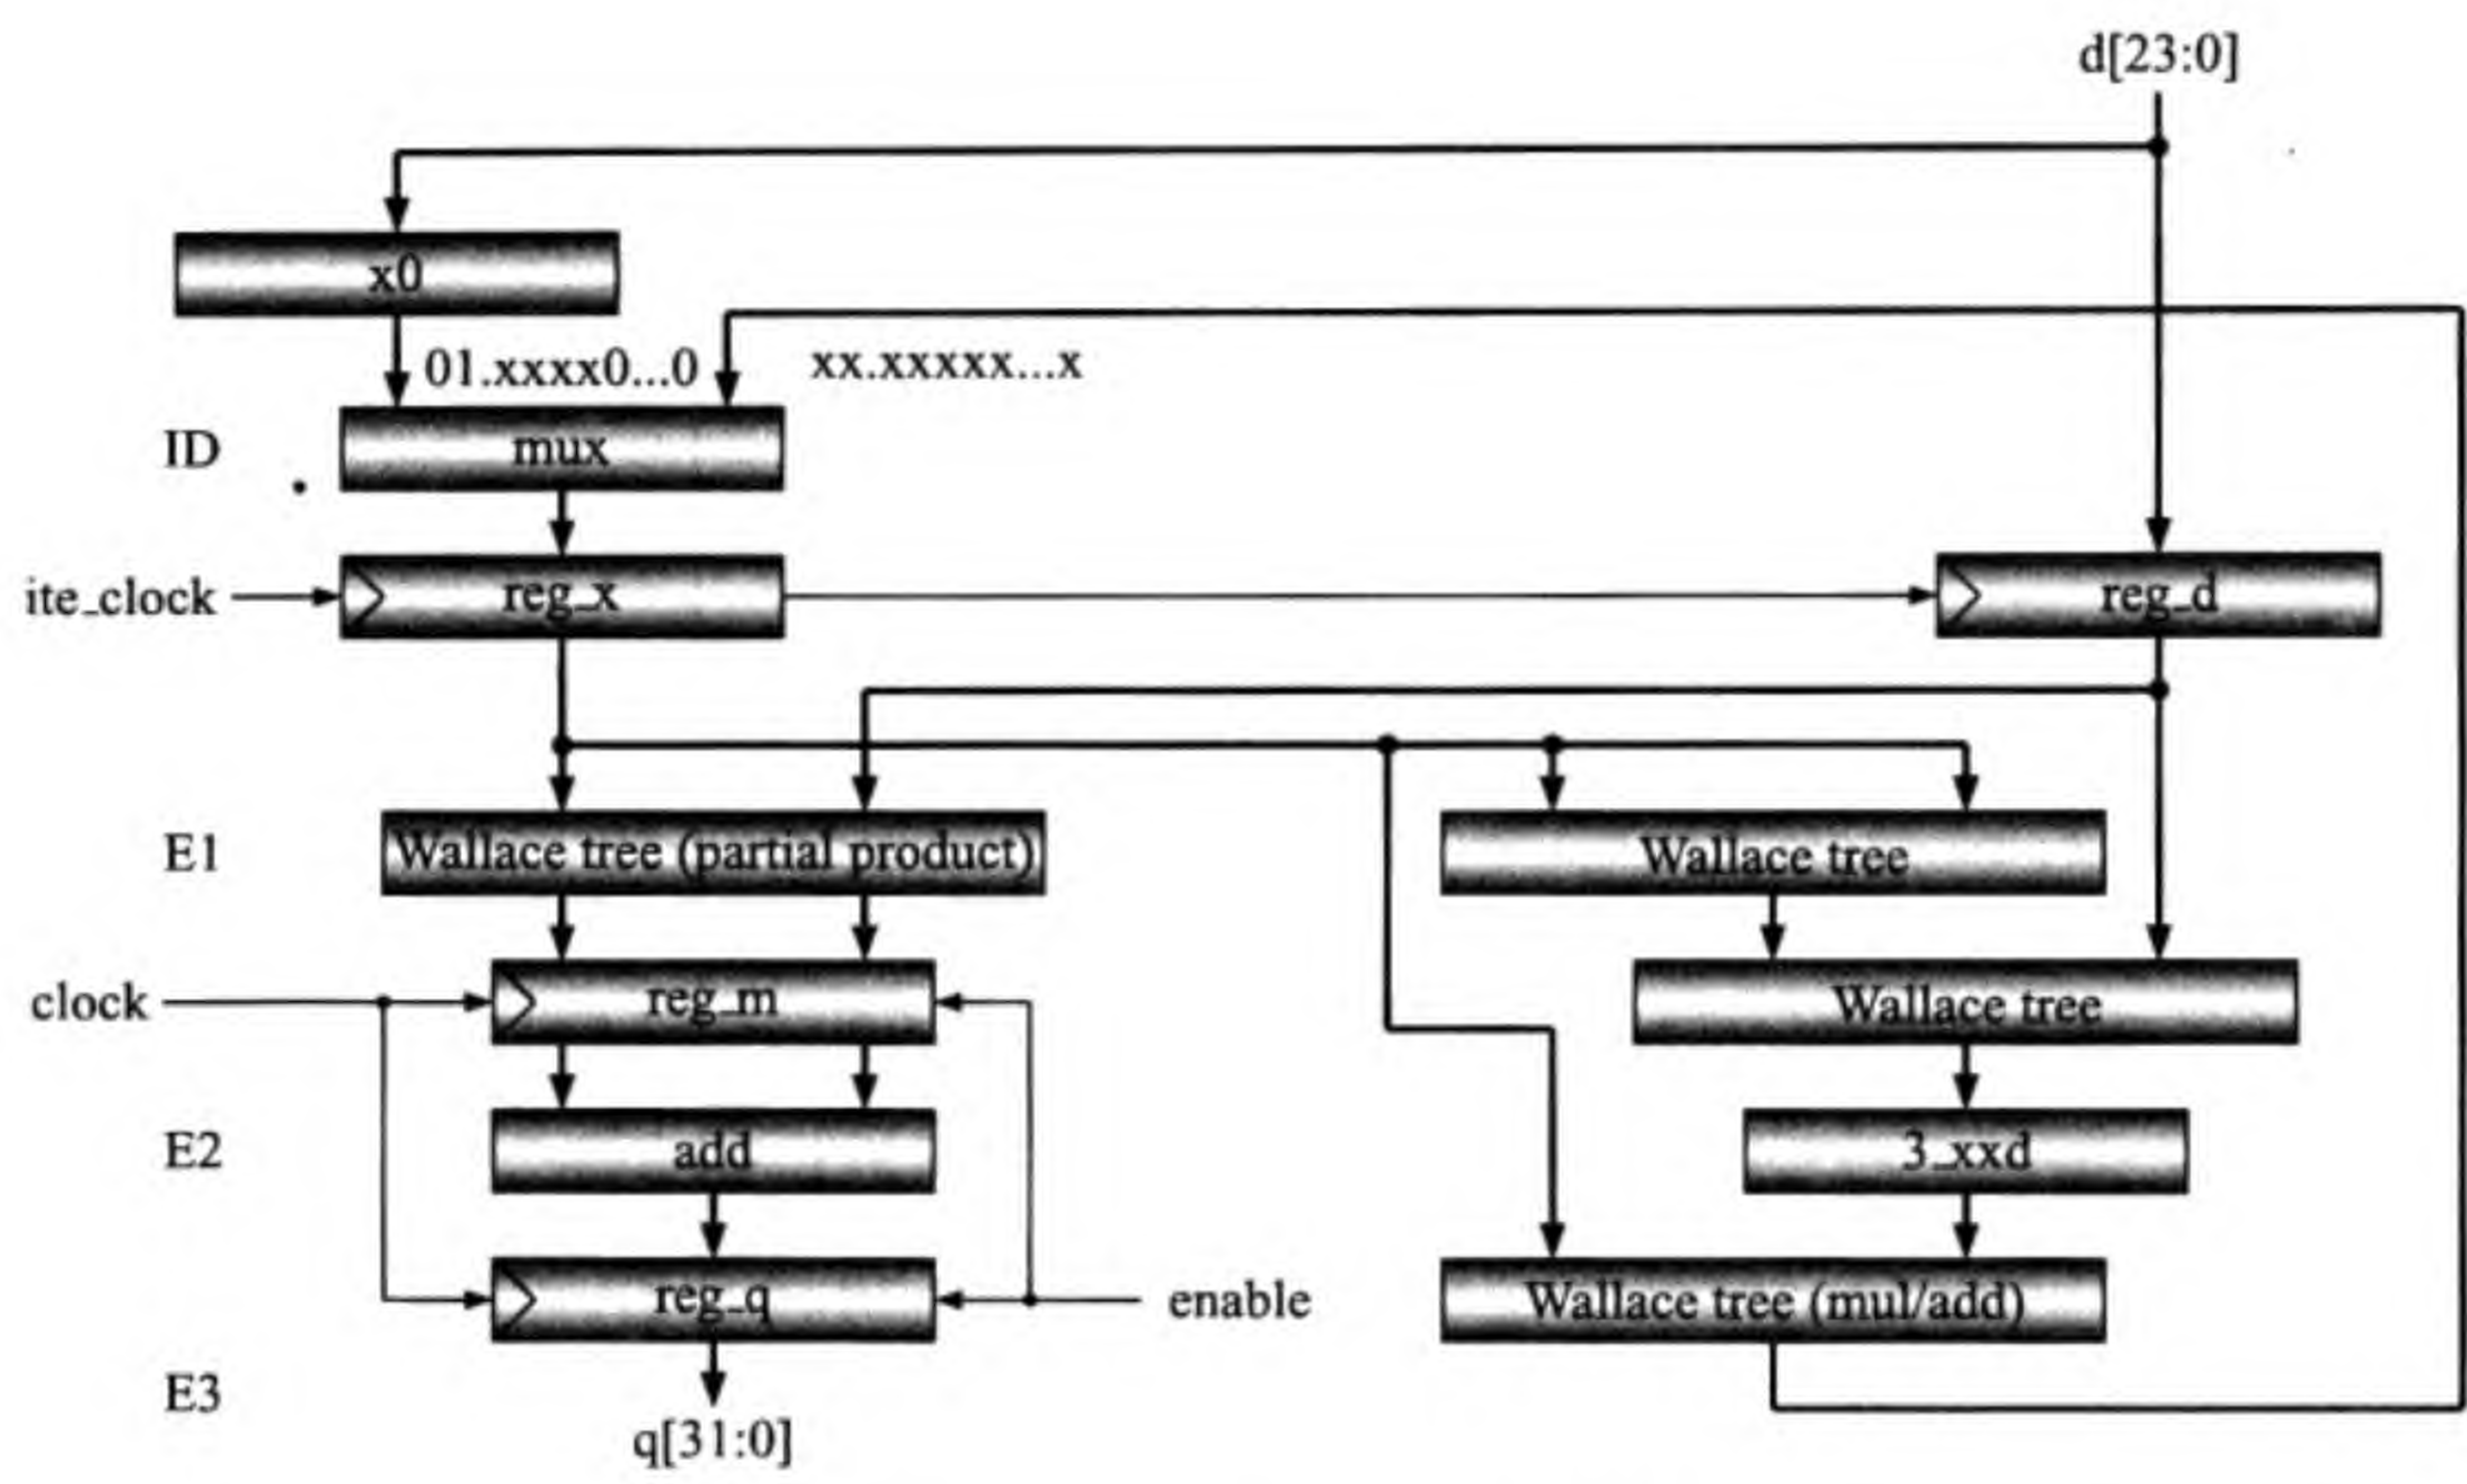 d[23:0]
x0
01.xxxx0...0
xx.xxxxx...x
ID
mux
ite_clock
reg_x
reg_d
E1
Wallace tree (partial product)
Wallace tree
clock
reg_m
Wallace tree
E2
add
3_xxd
reg_q
enable
Wallace tree (mul/add)
E3
q[31:0]